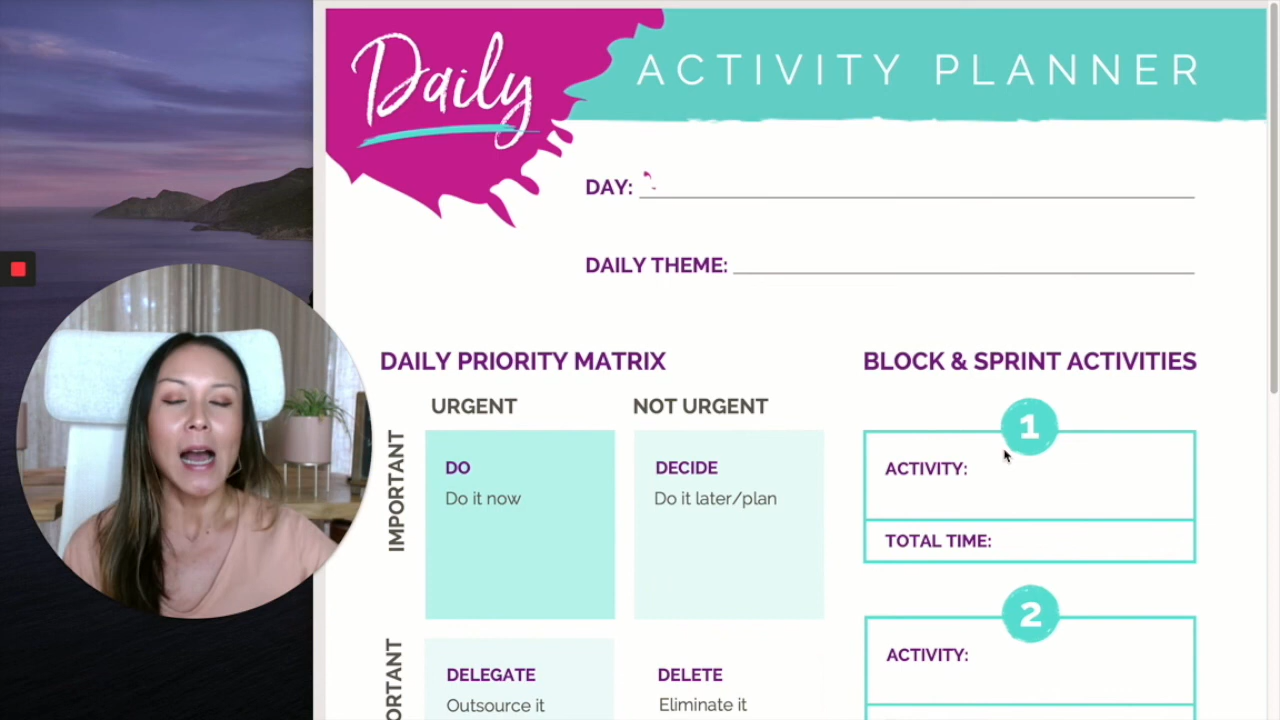 Daily
ACTIVITY PLANNER
DAY:
DAILY THEME:
DAILY PRIORITY MATRIX
URGENT
NOT URGENT
IMPORTANT
DO
Do it now
DECIDE
Do it later/plan
ORTANT
DELEGATE
Outsource it
DELETE
Eliminate it
BLOCK & SPRINT ACTIVITIES
1
ACTIVITY:
TOTAL TIME:
2
ACTIVITY: